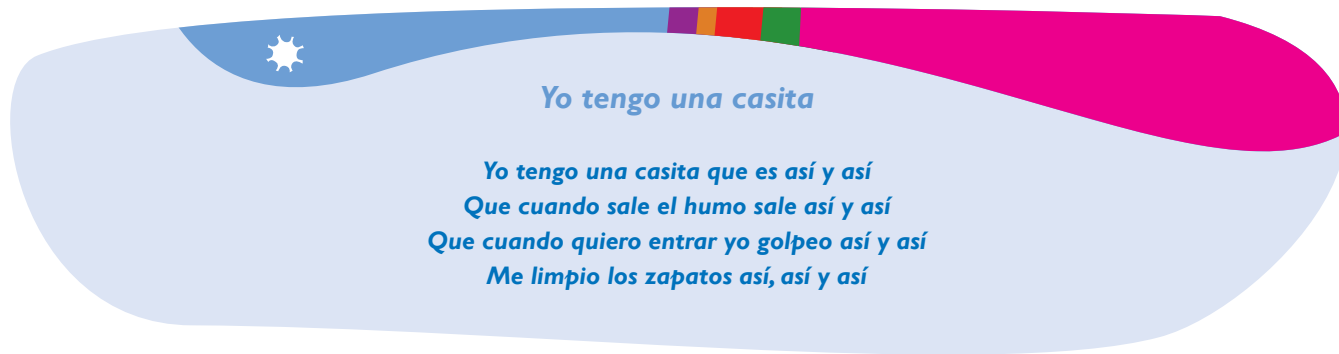 Yo tengo una casita
Yo tengo una casita que es así y así
Que cuando sale el humo sale así y así
Que cuando quiero entrar yo golpeo así y así
Me limpio los zapatos así, así y así